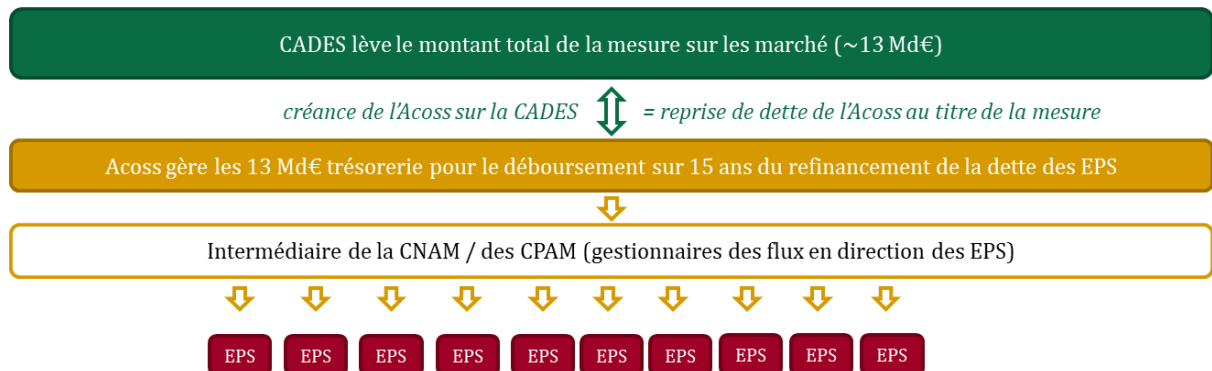 CADES lève le montant total de la mesure sur les marché (~13 Md€)
créance de l'Acoss sur la CADES = reprise de dette de l'Acoss au titre de la mesure
Acoss gère les 13 Md€ trésorerie pour le déboursement sur 15 ans du refinancement de la dette des EPS
Intermédiaire de la CNAM / des CPAM (gestionnaires des flux en direction des EPS)
EPS EPS EPS EPS EPS EPS EPS EPS EPS EPS